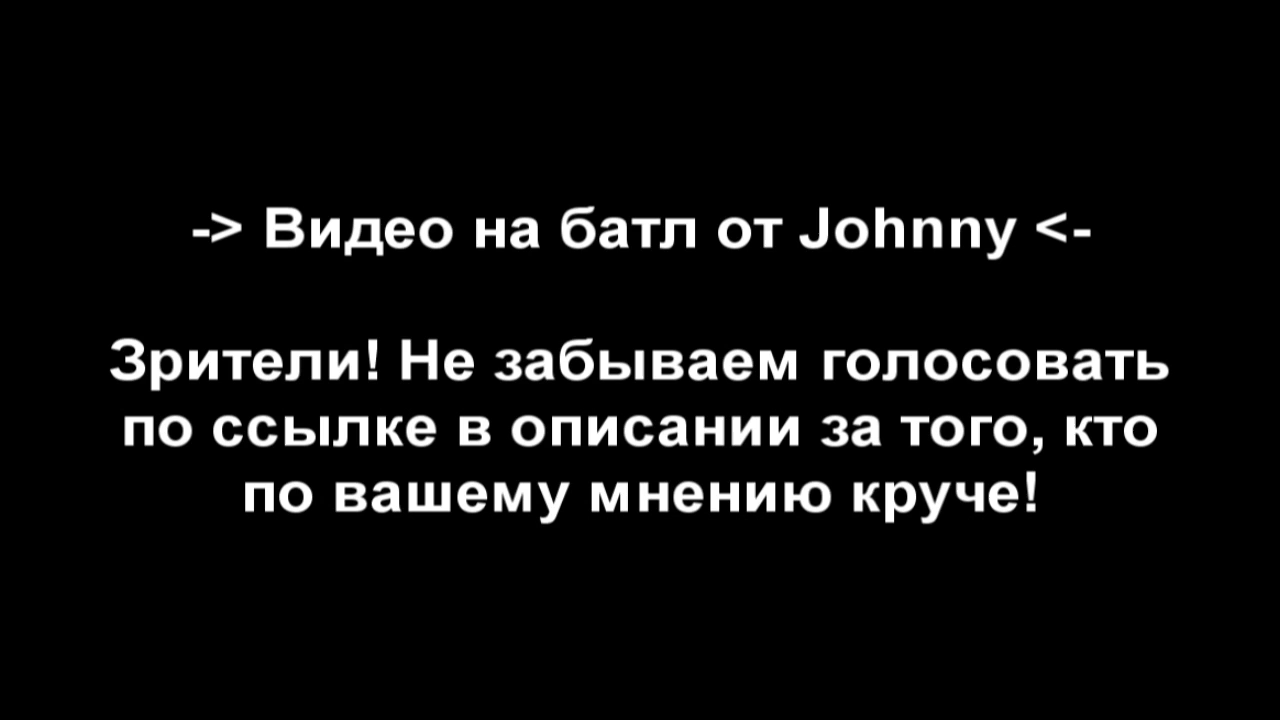 -> Видео на батл от Johnny <-
Зрители! Не забываем голосовать
по ссылке в описании за того, кто
по вашему мнению круче!